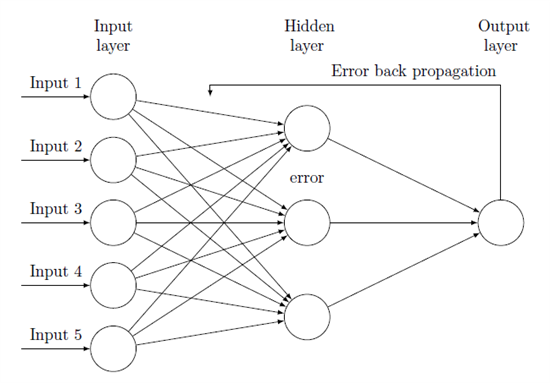 Input
layer
Hidden
layer
Output
layer
Error back propagation
Input 1
Input 2
error
Input 3
Input 4
Input 5